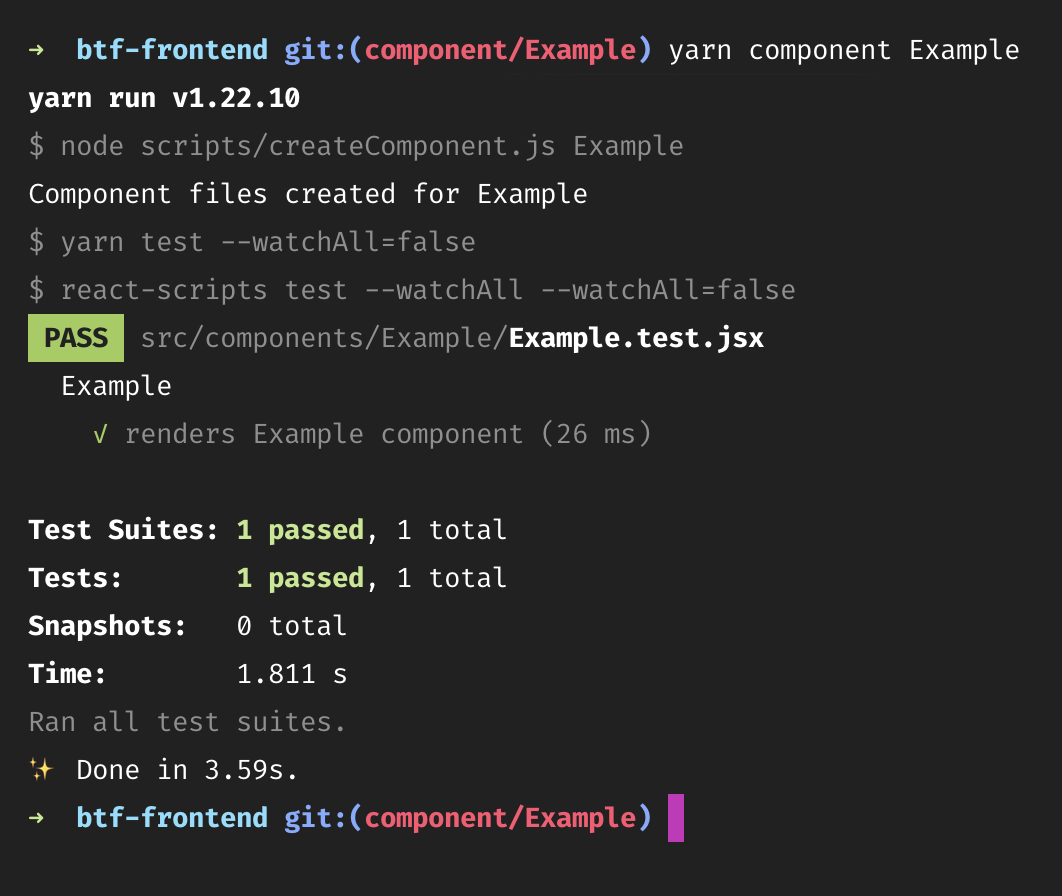 → btf-frontend git:(component/Example) yarn component Example
yarn run v1.22.10
$ node scripts/createComponent.js Example
Component files created for Example
$ yarn test --watchAll=false
$ react-scripts test --watchAll --watchAll=false
PASS src/components/Example/Example.test.jsx
Example
√ renders Example component (26 ms)
Test Suites: 1 passed, 1 total
Tests: 1 passed, 1 total
Snapshots: 0 total
Time: 1.811 s
Ran all test suites.
✨ Done in 3.59s.
→ btf-frontend git:(component/Example)